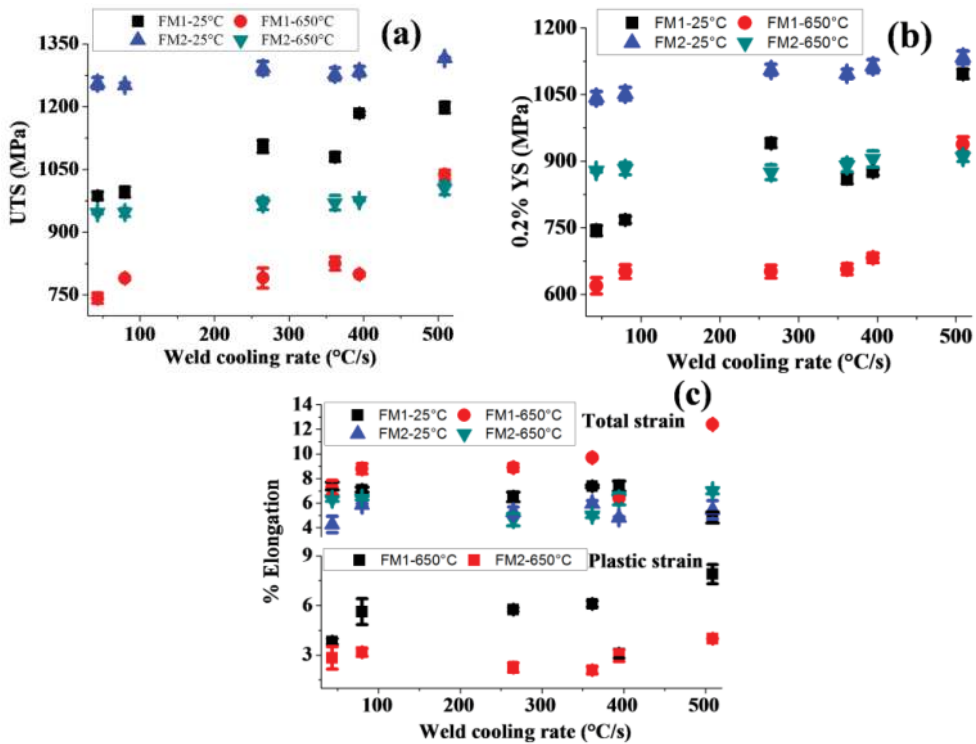 FM1-25°C FM1-650°C
FM2-25°C FM2-650°C
(a)
1350
1200
1050
900
750
UTS (MPa)
100 200 300 400 500
Weld cooling rate (°C/s)
FM1-25°C FM1-650°C
FM2-25°C FM2-650°C
(b)
1200
1050
900
750
600
0.2% YS (MPa)
100 200 300 400 500
Weld cooling rate (°C/s)
(c)
FM1-25°C FM1-650°C
FM2-25°C FM2-650°C
Total strain
14
12
10
8
6
4
% Elongation
FM1-650°C FM2-650°C
Plastic strain
9
6
3
100 200 300 400 500
Weld cooling rate (°C/s)